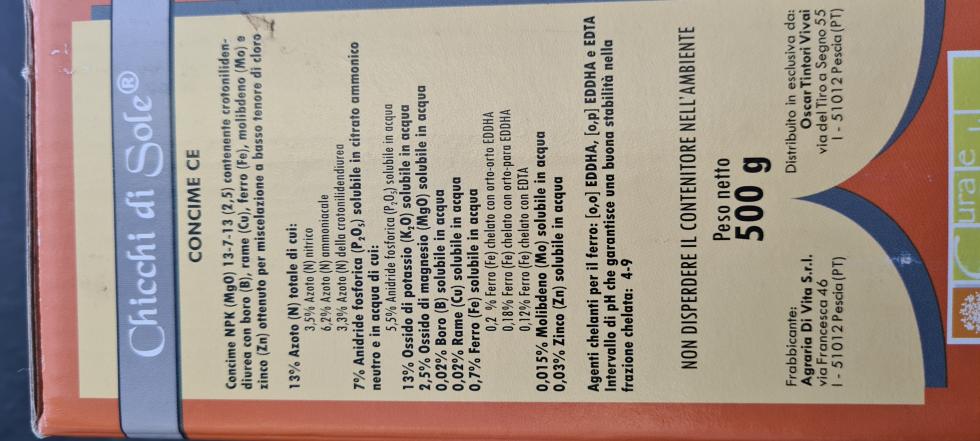 Chicchi di Sole®
CONCIME CE
Concime NPK (MgO) 13-7-13 (2,5) contenente crotoniliden-
diurea con boro (B), rame (Cu), ferro (Fe), molibdeno (Mo) e
zinco (Zn) ottenuto per miscelazione a basso tenore di cloro
13% Azoto (N) totale di cui:
3,5% Azoto (N) nitrico
6,2% Azoto (N) ammoniacale
3,3% Azoto (N) della crotonilidendiurea
7% Anidride fosforica (P₂O₅) solubile in citrato ammonico
neutro e in acqua di cui:
5,5% Anidride fosforica (P₂O₅) solubile in acqua
13% Ossido di potassio (K₂O) solubile in acqua
2,5% Ossido di magnesio (MgO) solubile in acqua
0,02% Boro (B) solubile in acqua
0,02% Rame (Cu) solubile in acqua
0,7% Ferro (Fe) solubile in acqua
0,2 % Ferro (Fe) chelato con orto-orto EDDHA
0,18% Ferro (Fe) chelato con orto-para EDDHA
0,12% Ferro (Fe) chelato con EDTA
0,015% Molibdeno (Mo) solubile in acqua
0,03% Zinco (Zn) solubile in acqua
Agenti chelanti per il ferro: [o,o] EDDHA, [o,p] EDDHA e EDTA
Intervallo di pH che garantisce una buona stabilità nella
frazione chelata: 4-9
NON DISPERDERE IL CONTENITORE NELL'AMBIENTE
Peso netto
500 g
Frabbicante:
Agraria Di Vita S.r.l.
via Francesca 46
I - 51012 Pescia (PT)
Distribuito in esclusiva da:
Oscar Tintori Vivai
via del Tiro a Segno 55
I - 51012 Pescia (PT)